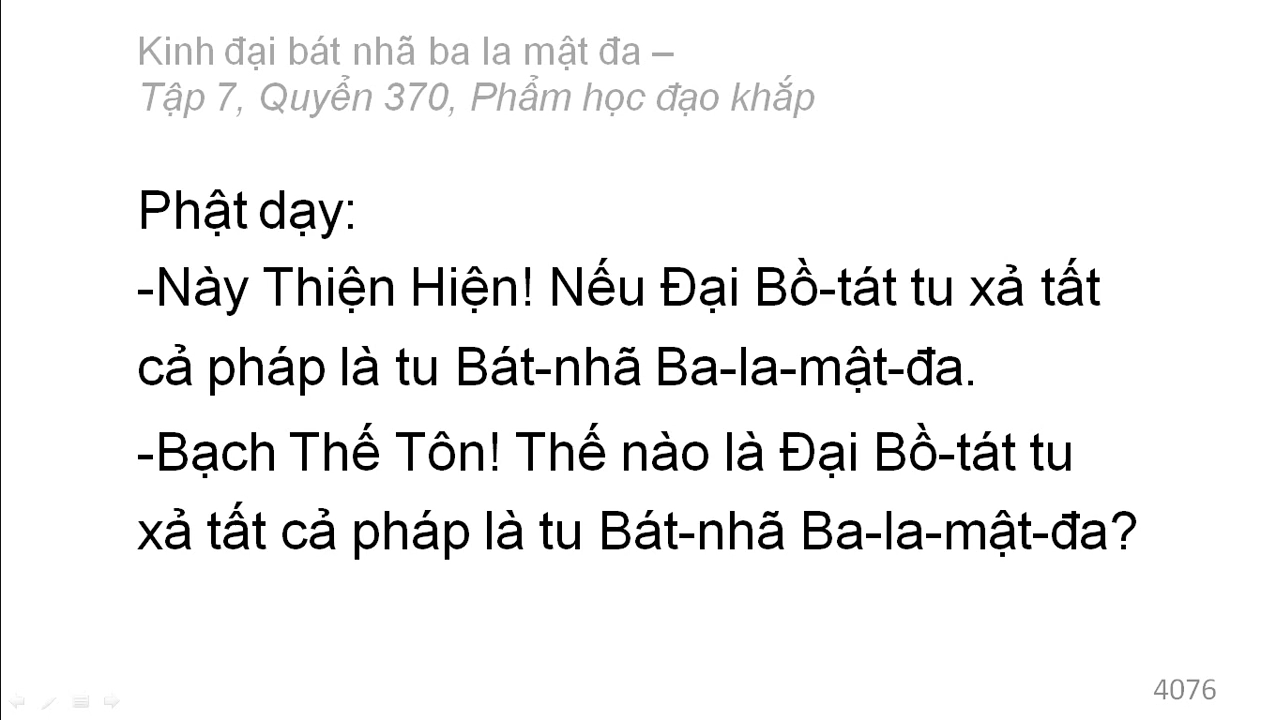 Kinh đại bát nhã ba la mật đa –
Tập 7, Quyển 370, Phẩm học đạo khắp
Phật dạy:
-Này Thiện Hiện! Nếu Đại Bồ-tát tu xả tất
cả pháp là tu Bát-nhã Ba-la-mật-đa.
-Bạch Thế Tôn! Thế nào là Đại Bồ-tát tu
xả tất cả pháp là tu Bát-nhã Ba-la-mật-đa?
4076